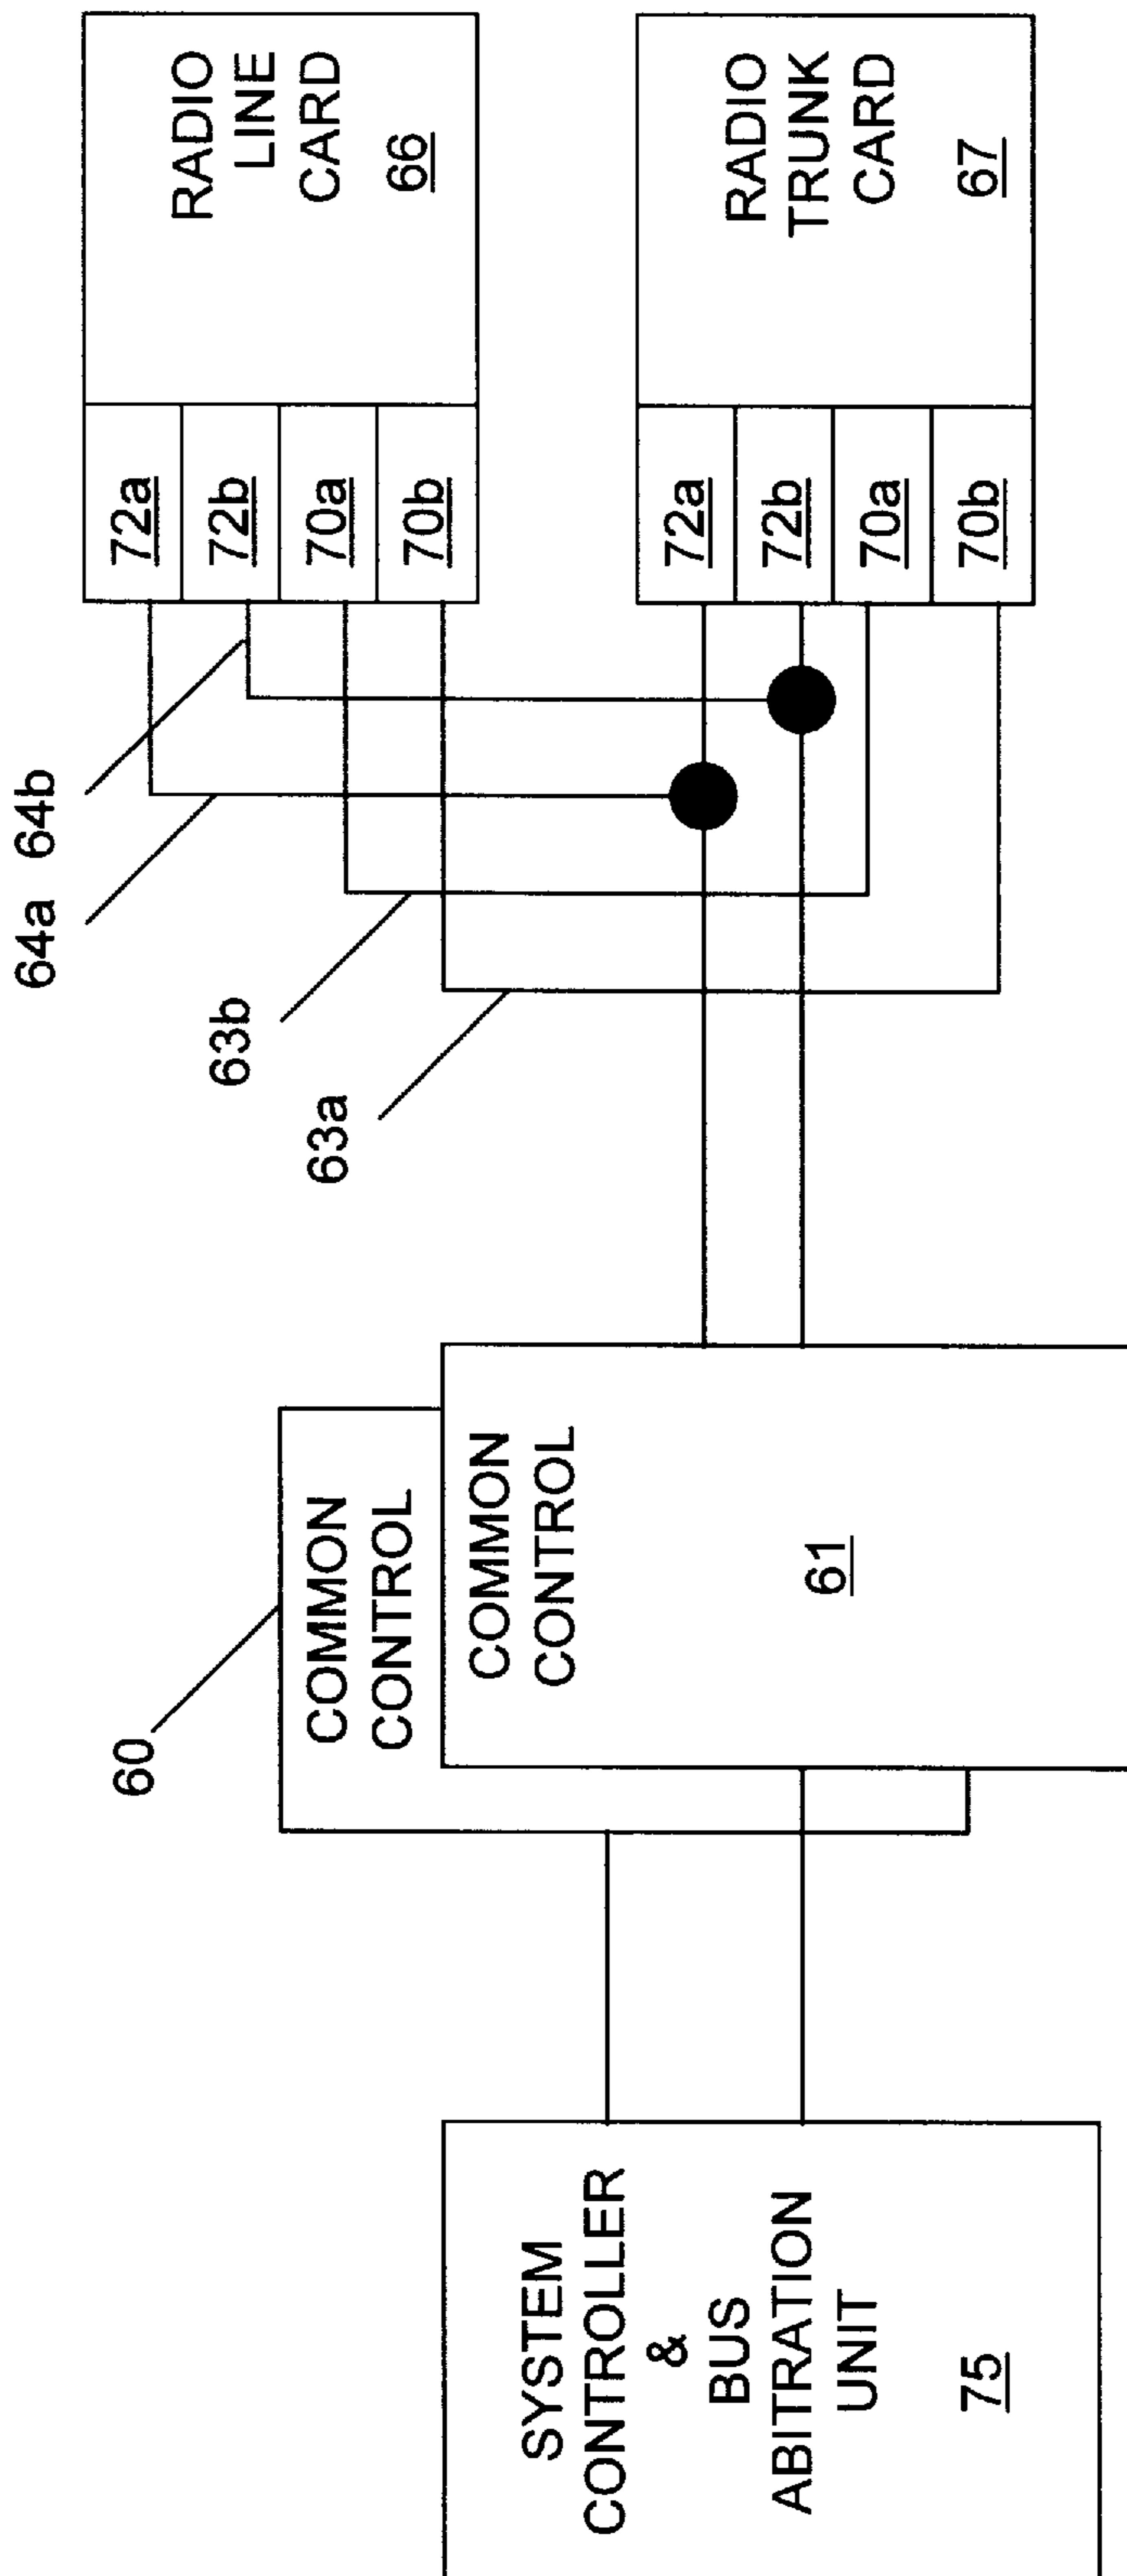 RADIO
LINE
CARD
66
72a
72b
70a
70b
RADIO
TRUNK
CARD
67
72a
72b
70a
70b
64a
64b
63b
63a
60
COMMON
CONTROL
COMMON
CONTROL
61
SYSTEM
CONTROLLER
&
BUS
ABITRATION
UNIT
75